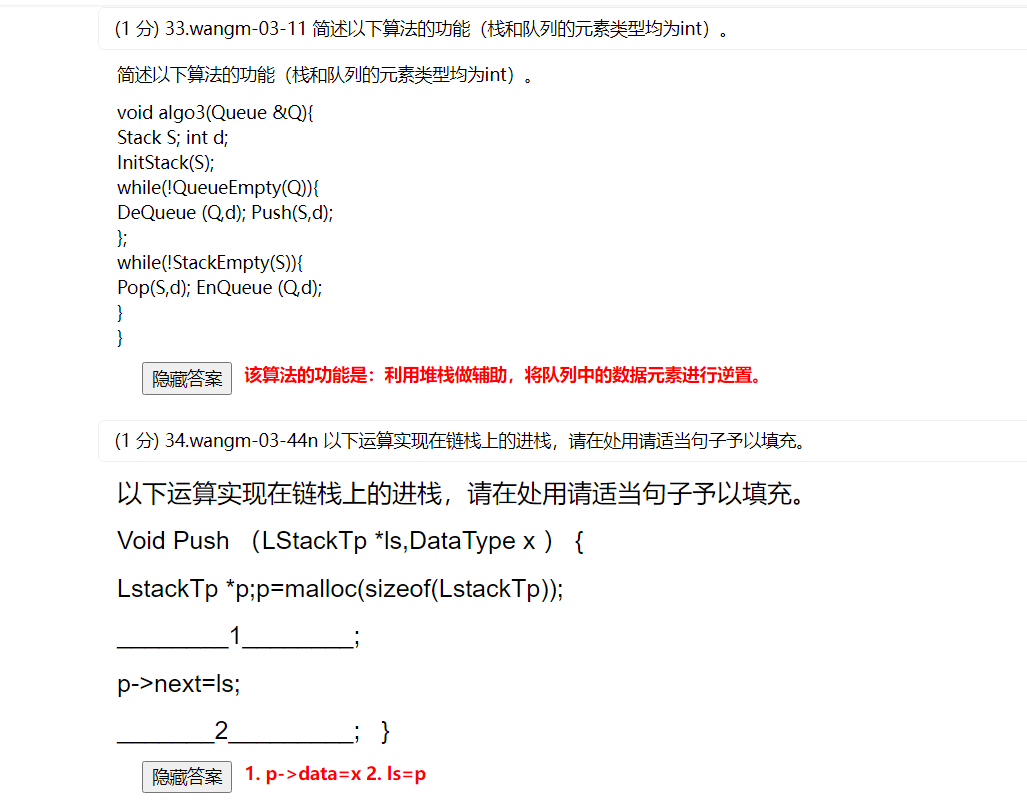 (1 分) 33.wangm-03-11 简述以下算法的功能（栈和队列的元素类型均为int）。
简述以下算法的功能（栈和队列的元素类型均为int）。
void algo3(Queue &Q){
Stack S; int d;
InitStack(S);
while(!QueueEmpty(Q)){
DeQueue (Q,d); Push(S,d);
};
while(!StackEmpty(S)){
Pop(S,d); EnQueue (Q,d);
}
}
隐藏答案 该算法的功能是：利用堆栈做辅助，将队列中的数据元素进行逆置。
(1 分) 34.wangm-03-44n 以下运算实现在链栈上的进栈，请在处用请适当句子予以填充。
以下运算实现在链栈上的进栈，请在处用请适当句子予以填充。
Void Push （LStackTp *ls,DataType x ） {
LstackTp *p;p=malloc(sizeof(LstackTp));
________1________;
p->next=ls;
_______2_________; }
隐藏答案 1. p->data=x 2. ls=p